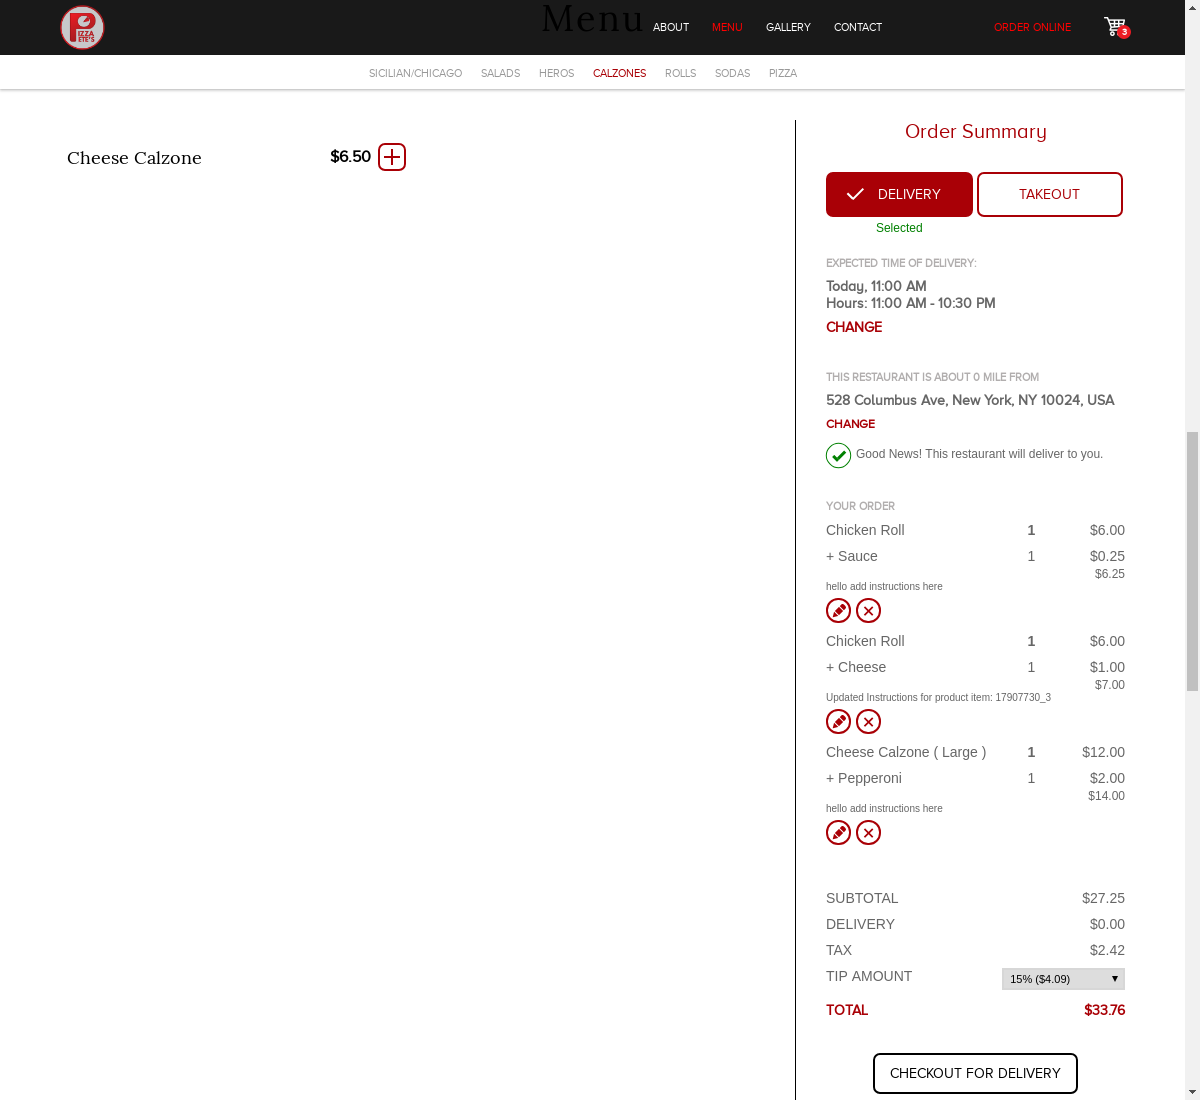 PIZZA
ETE'S
Menu
ABOUT
MENU
GALLERY
CONTACT
ORDER ONLINE
3
SICILIAN/CHICAGO
SALADS
HEROS
CALZONES
ROLLS
SODAS
PIZZA
Cheese Calzone
$6.50
Order Summary
DELIVERY
TAKEOUT
Selected
EXPECTED TIME OF DELIVERY:
Today, 11:00 AM
Hours: 11:00 AM - 10:30 PM
CHANGE
THIS RESTAURANT IS ABOUT 0 MILE FROM
528 Columbus Ave, New York, NY 10024, USA
CHANGE
Good News! This restaurant will deliver to you.
YOUR ORDER
Chicken Roll 1 $6.00
+ Sauce 1 $0.25
$6.25
hello add instructions here
Chicken Roll 1 $6.00
+ Cheese 1 $1.00
$7.00
Updated Instructions for product item: 17907730_3
Cheese Calzone ( Large ) 1 $12.00
+ Pepperoni 1 $2.00
$14.00
hello add instructions here
SUBTOTAL $27.25
DELIVERY $0.00
TAX $2.42
TIP AMOUNT 15% ($4.09)
TOTAL $33.76
CHECKOUT FOR DELIVERY